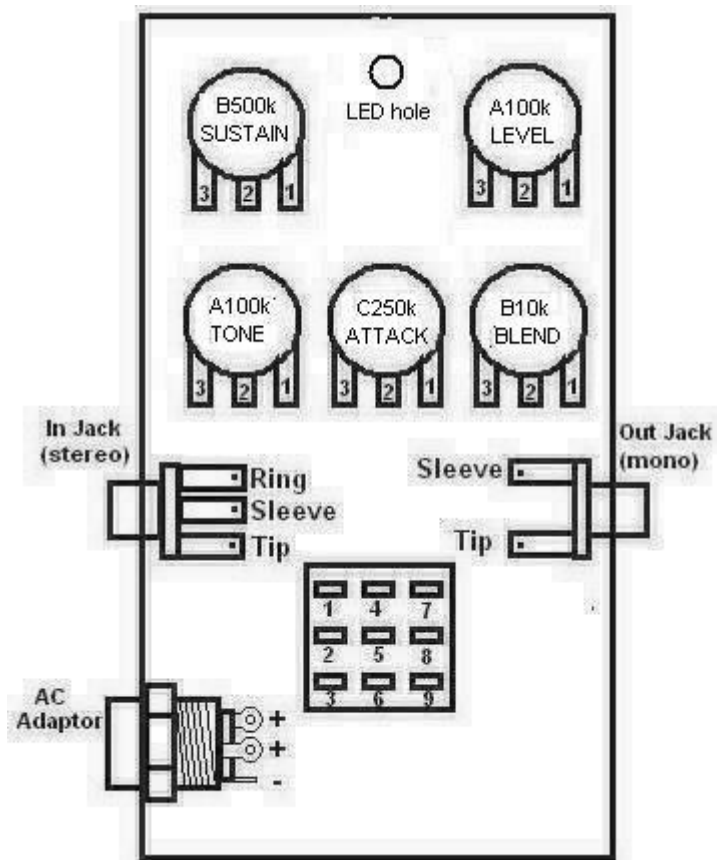 B500k
SUSTAIN
3 2 1
LED hole
A100k
LEVEL
3 2 1
A100k
TONE
3 2 1
C250k
ATTACK
3 2 1
B10k
BLEND
3 2 1
In Jack
(stereo)
Ring
Sleeve
Tip
Out Jack
(mono)
Sleeve
Tip
1 4 7
2 5 8
3 6 9
AC
Adaptor
+
+
-